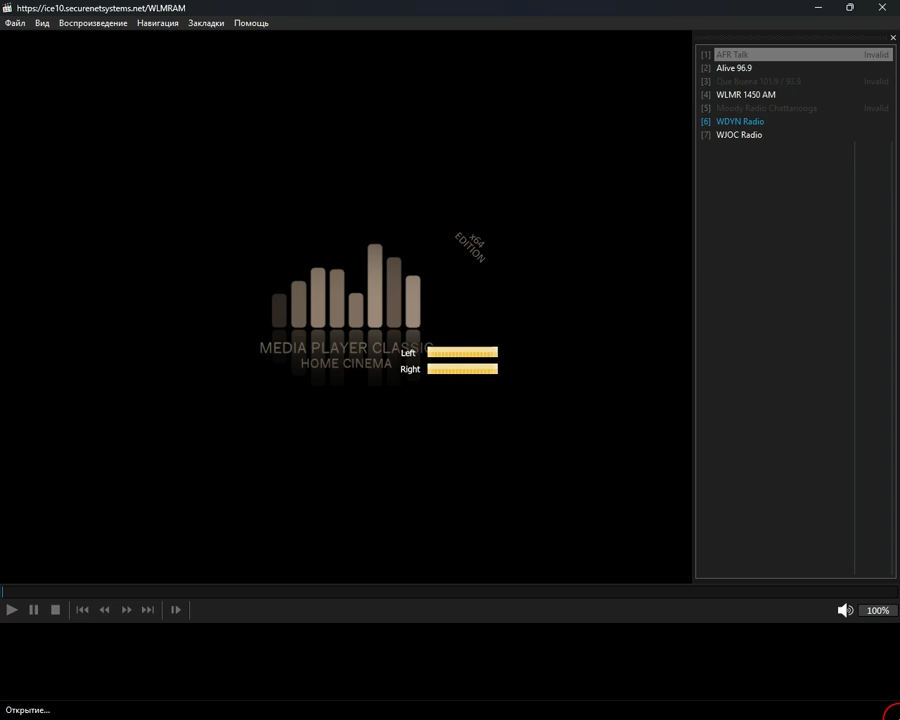 https://ice10.securenetsystems.net/WLMRAM
Файл Вид Воспроизведение Навигация Закладки Помощь
[1] AFR Talk Invalid
[2] Alive 96.9
[3] Que Buena 101.9 / 98.9 Invalid
[4] WLMR 1450 AM
[5] Moody Radio Chattanooga Invalid
[6] WDYN Radio
[7] WJOC Radio
x64
EDITION
MEDIA PLAYER CLASSIC
HOME CINEMA
Left
Right
100%
Открытие...